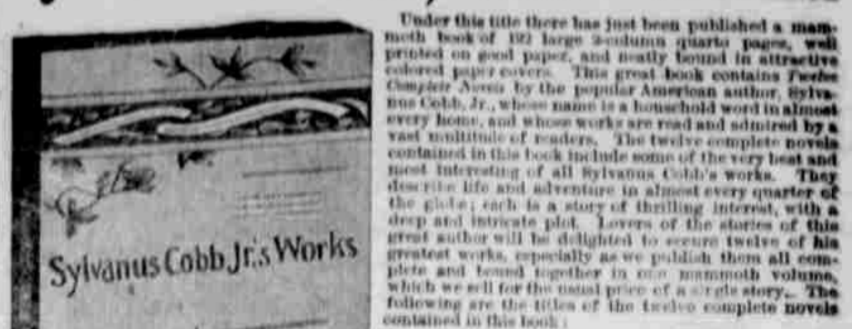 Sylvanus Cobb, Jr.'s Works
Under this title there has just been published a mam-
moth book of 192 large 2-column quarto pages, well
printed on good paper, and neatly bound in attractive
colored paper covers. This great book contains Twelve
Complete Novels by the popular American author, Sylva-
nus Cobb, Jr., whose name is a household word in almost
every home, and whose works are read and admired by a
vast multitude of readers. The twelve complete novels
contained in this book include some of the very best and
most interesting of all Sylvanus Cobb's works. They
describe life and adventure in almost every quarter of
the globe; each is a story of thrilling interest, with a
deep and intricate plot. Lovers of the stories of this
great author will be delighted to secure twelve of his
greatest works, especially as we publish them all com-
plete and bound together in one mammoth volume,
which we sell for the usual price of a single story. The
following are the titles of the twelve complete novels
contained in this book: